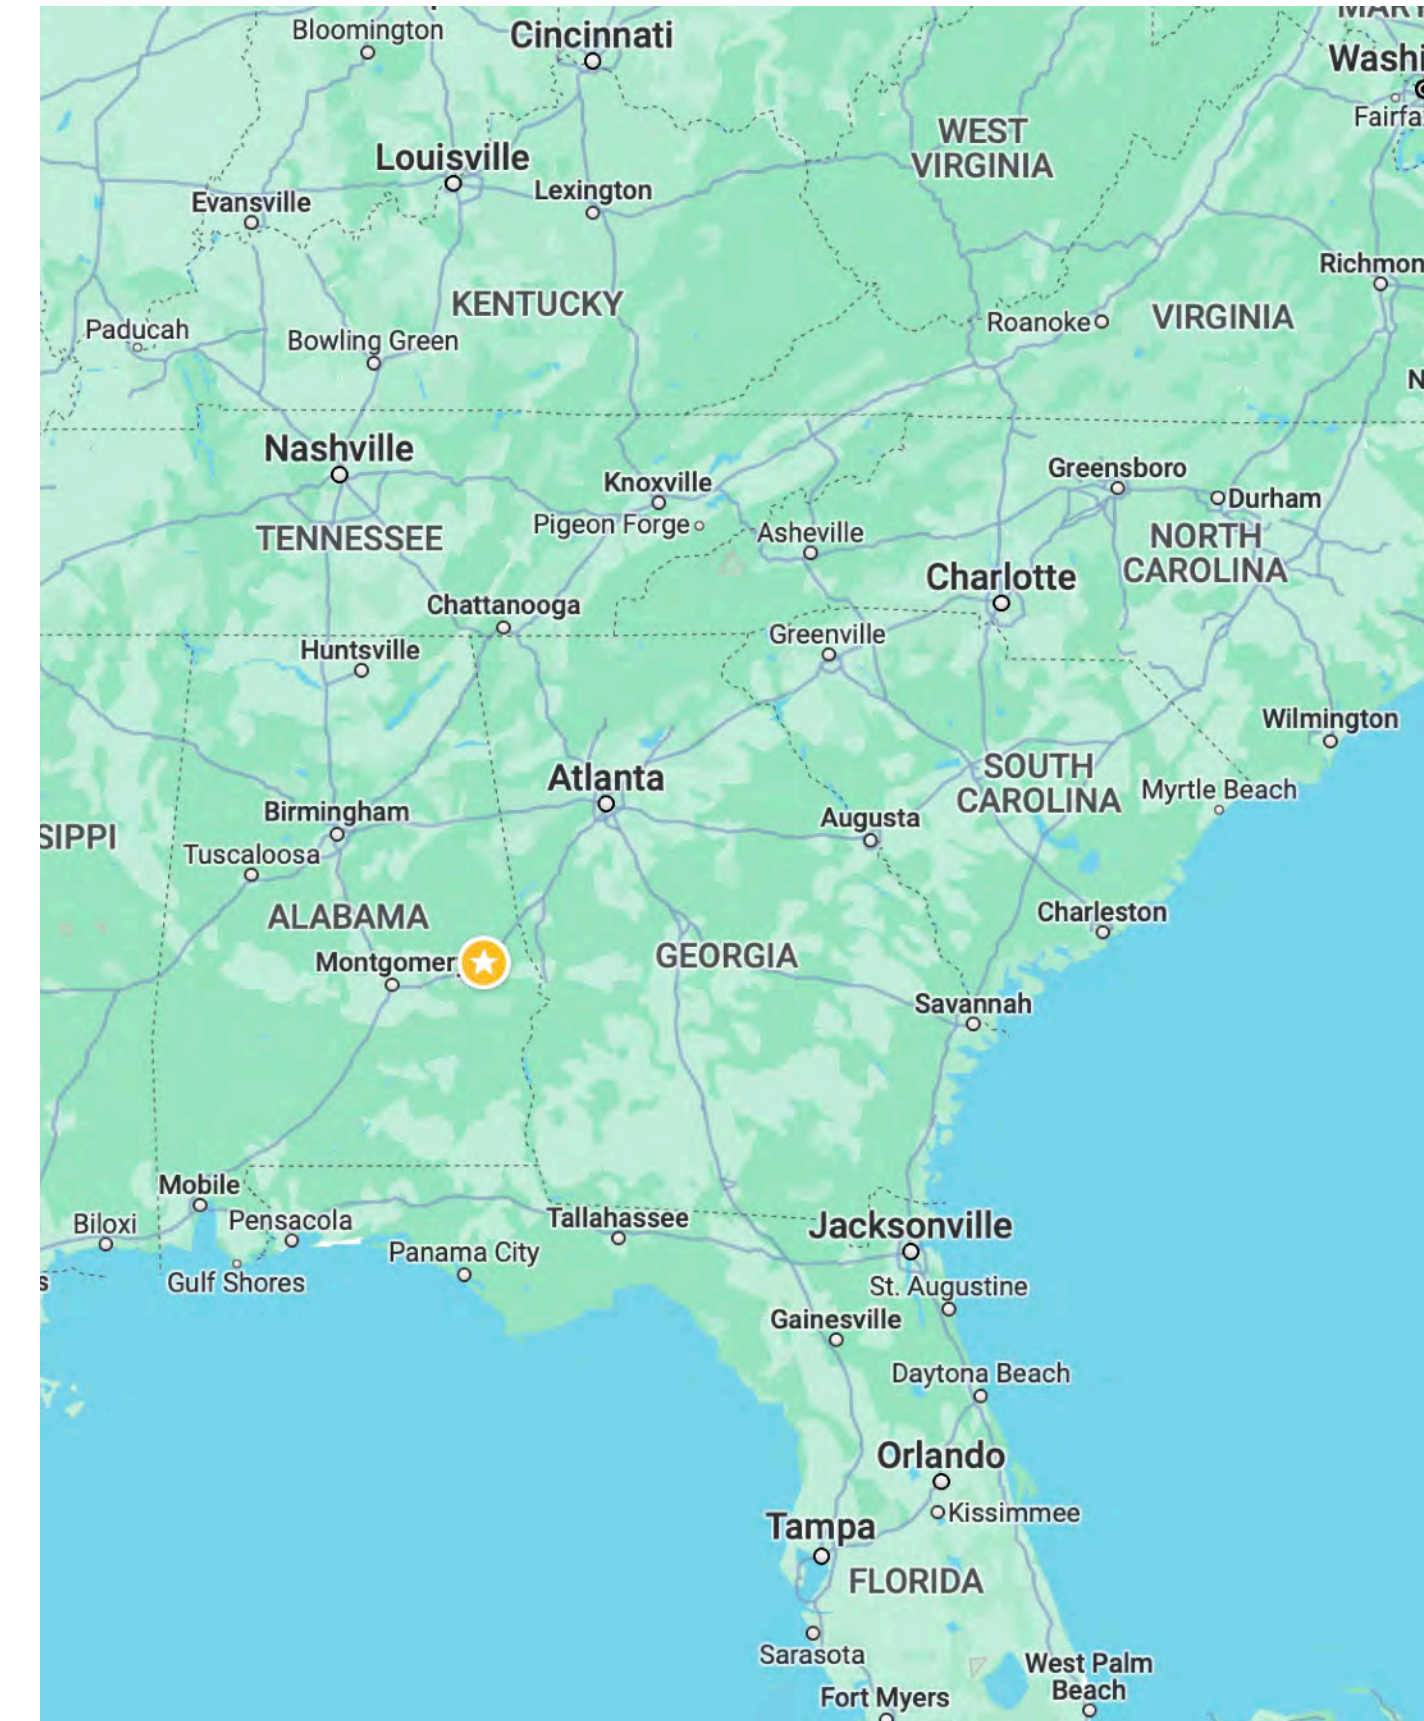 MARY
Bloomington
Cincinnati
Washi
Fairfa
WEST
VIRGINIA
Louisville
Lexington
Evansville
Richmon
KENTUCKY
Roanoke
VIRGINIA
Paducah
Bowling Green
N
Nashville
Greensboro
Knoxville
Durham
Pigeon Forge
Asheville
TENNESSEE
NORTH
CAROLINA
Charlotte
Chattanooga
Greenville
Huntsville
Wilmington
Atlanta
SOUTH
CAROLINA
Myrtle Beach
Birmingham
Augusta
SIPPI
Tuscaloosa
ALABAMA
Charleston
GEORGIA
Montgomer
Savannah
Mobile
Biloxi
Pensacola
Tallahassee
Jacksonville
Panama City
s
Gulf Shores
St. Augustine
Gainesville
Daytona Beach
Orlando
Kissimmee
Tampa
FLORIDA
Sarasota
West Palm
Beach
Fort Myers